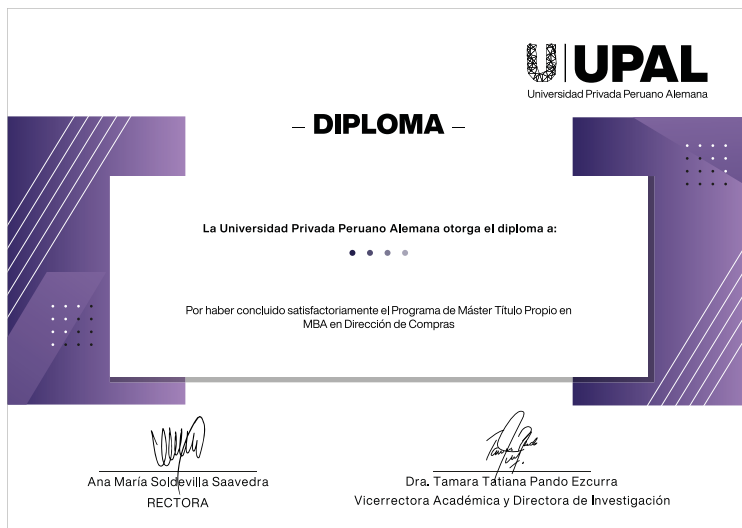 UPAL
Universidad Privada Peruano Alemana
– DIPLOMA –
La Universidad Privada Peruano Alemana otorga el diploma a:
Por haber concluido satisfactoriamente el Programa de Máster Título Propio en
MBA en Dirección de Compras
Ana María Soldevilla Saavedra
RECTORA
Dra. Tamara Tatiana Pando Ezcurra
Vicerrectora Académica y Directora de Investigación